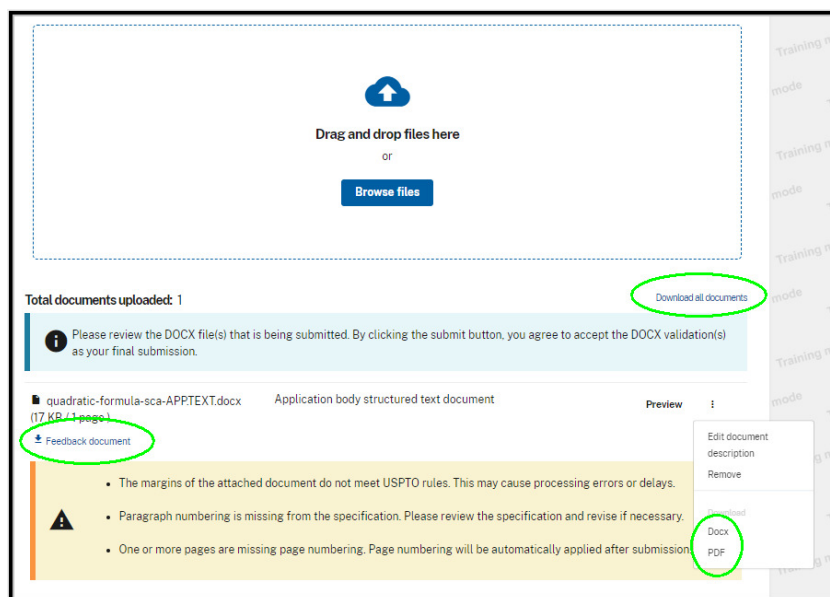 Drag and drop files here
or
Browse files
Total documents uploaded: 1
Download all documents
Please review the DOCX file(s) that is being submitted. By clicking the submit button, you agree to accept the DOCX validation(s)
as your final submission.
quadratic-formula-sca-APP.TEXT.docx
(17 KB / 1 page )
Application body structured text document
Preview
Feedback document
Edit document
description
Remove
Download
Docx
PDF
• The margins of the attached document do not meet USPTO rules. This may cause processing errors or delays.
• Paragraph numbering is missing from the specification. Please review the specification and revise if necessary.
• One or more pages are missing page numbering. Page numbering will be automatically applied after submission.
Training
mode
Training
mode
Training
mode
Training
mode